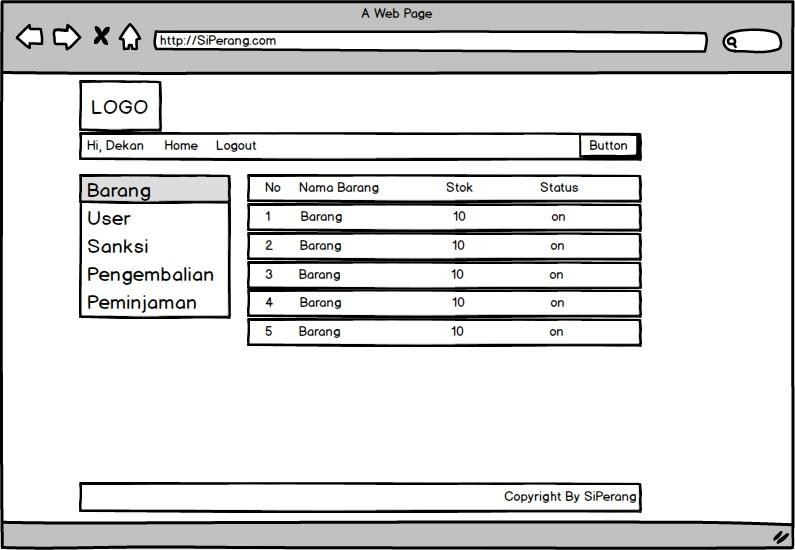 A Web Page
http://SiPerang.com
LOGO
Hi, Dekan Home Logout Button
Barang
User
Sanksi
Pengembalian
Peminjaman
No Nama Barang Stok Status
1 Barang 10 on
2 Barang 10 on
3 Barang 10 on
4 Barang 10 on
5 Barang 10 on
Copyright By SiPerang